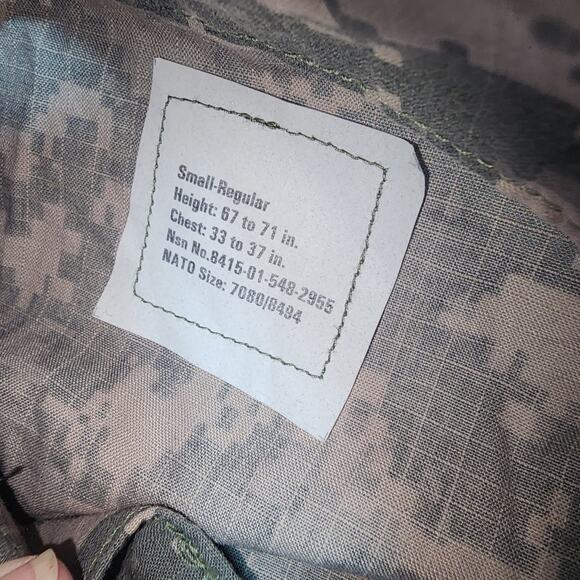 Small-Regular
Height: 67 to 71 in.
Chest: 33 to 37 in.
Nsn No.8415-01-548-2955
NATO Size: 7080/8494